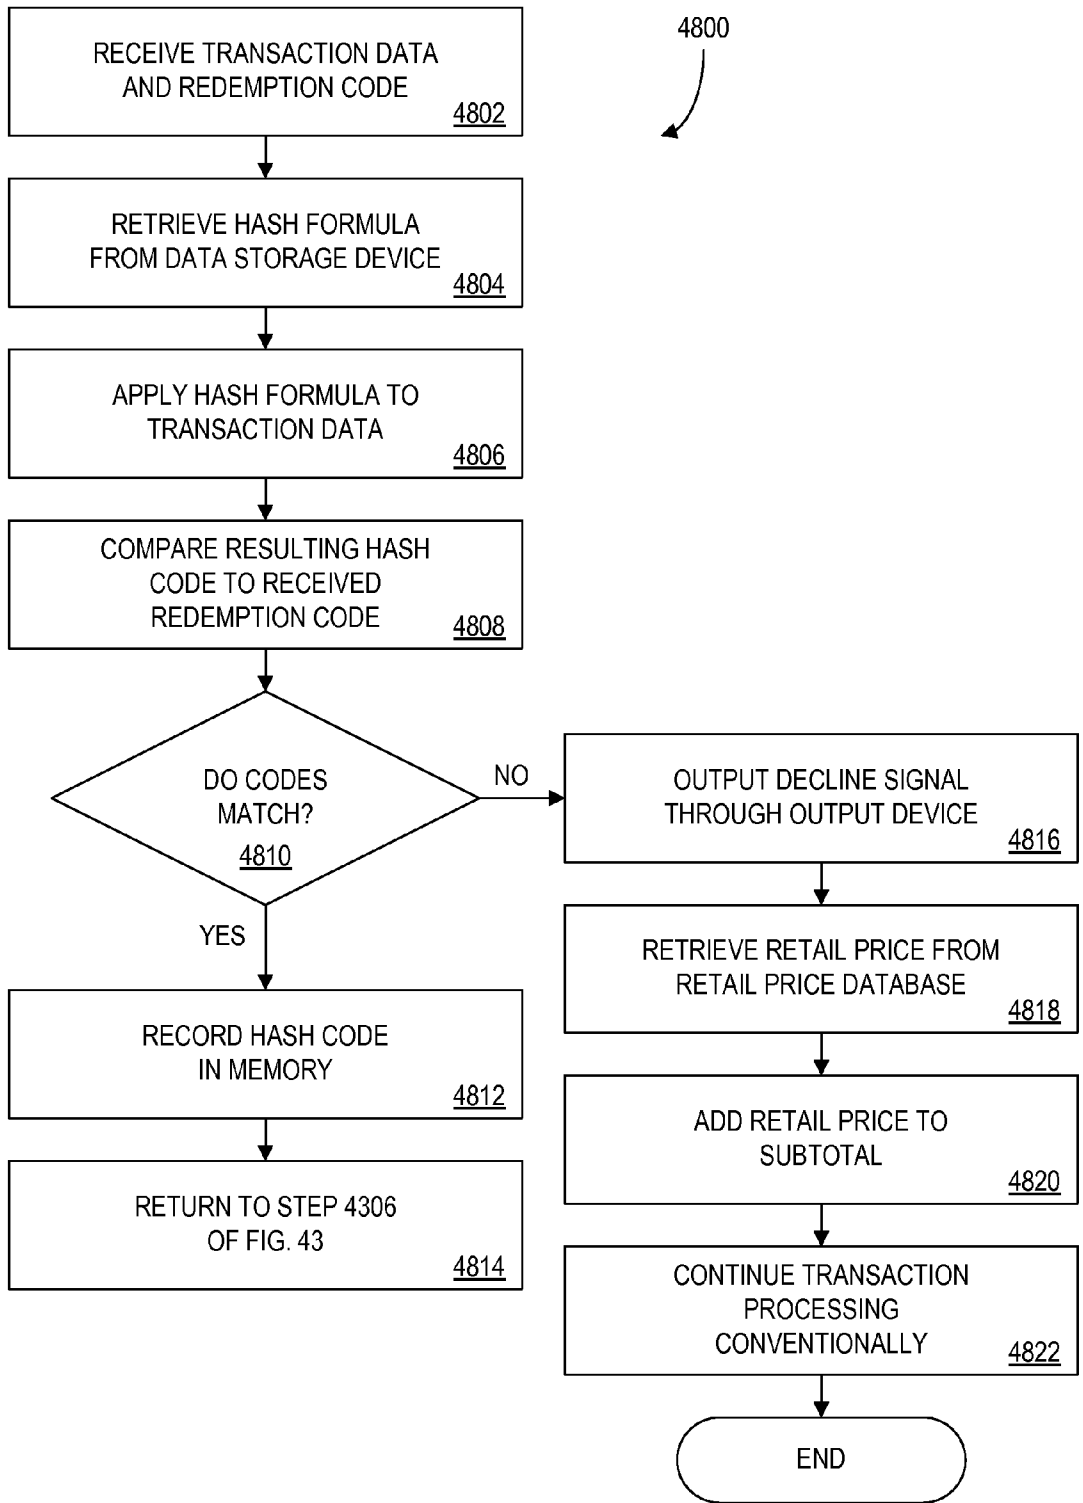 4800
RECEIVE TRANSACTION DATA
AND REDEMPTION CODE
4802
RETRIEVE HASH FORMULA
FROM DATA STORAGE DEVICE
4804
APPLY HASH FORMULA TO
TRANSACTION DATA
4806
COMPARE RESULTING HASH
CODE TO RECEIVED
REDEMPTION CODE
4808
DO CODES
MATCH?
4810
YES
RECORD HASH CODE
IN MEMORY
4812
RETURN TO STEP 4306
OF FIG. 43
4814
NO
OUTPUT DECLINE SIGNAL
THROUGH OUTPUT DEVICE
4816
RETRIEVE RETAIL PRICE FROM
RETAIL PRICE DATABASE
4818
ADD RETAIL PRICE TO
SUBTOTAL
4820
CONTINUE TRANSACTION
PROCESSING
CONVENTIONALLY
4822
END